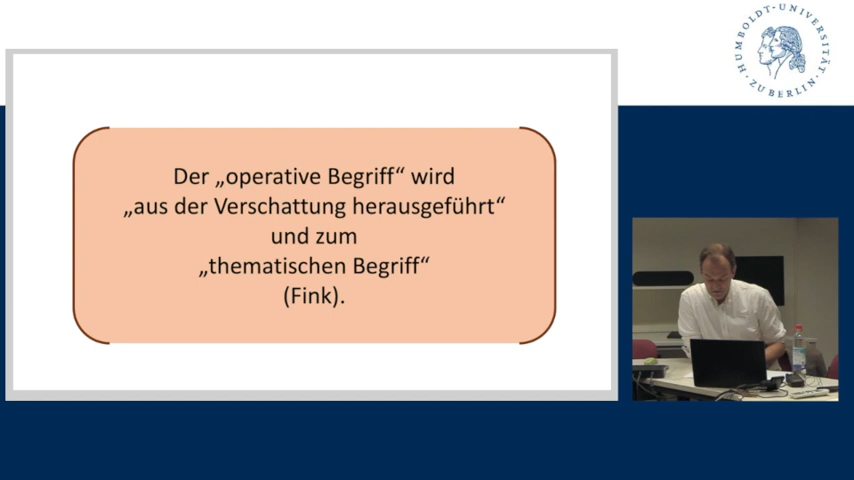 HUMBOLDT-UNIVERSITÄT
ZU BERLIN
Der „operative Begriff“ wird
„aus der Verschattung herausgeführt“
und zum
„thematischen Begriff“
(Fink).